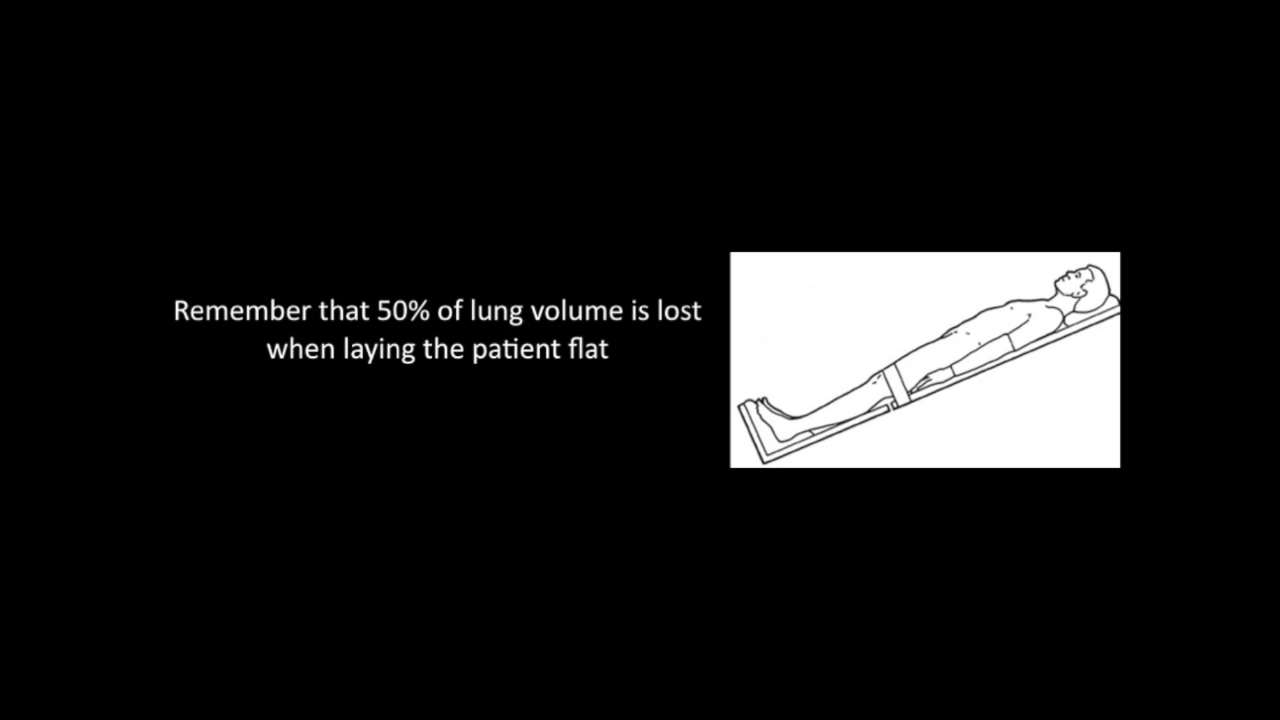 Remember that 50% of lung volume is lost
when laying the patient flat